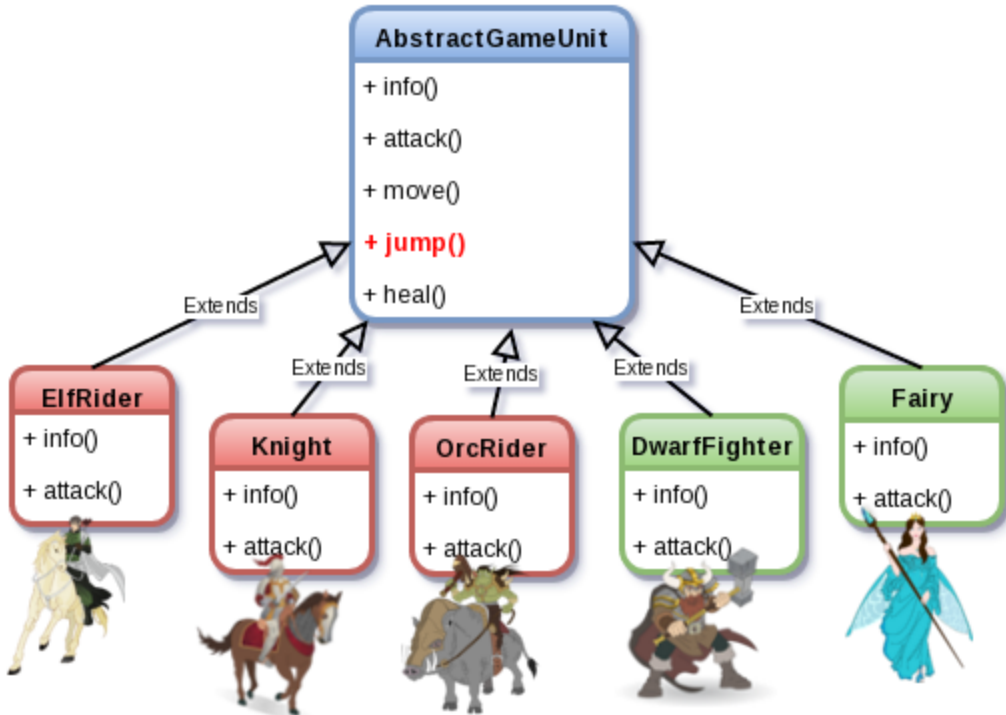 AbstractGameUnit
+ info()
+ attack()
+ move()
+ jump()
+ heal()
Extends
Extends
Extends
Extends
Extends
ElfRider
+ info()
+ attack()
Knight
+ info()
+ attack()
OrcRider
+ info()
+ attack()
DwarfFighter
+ info()
+ attack()
Fairy
+ info()
+ attack()